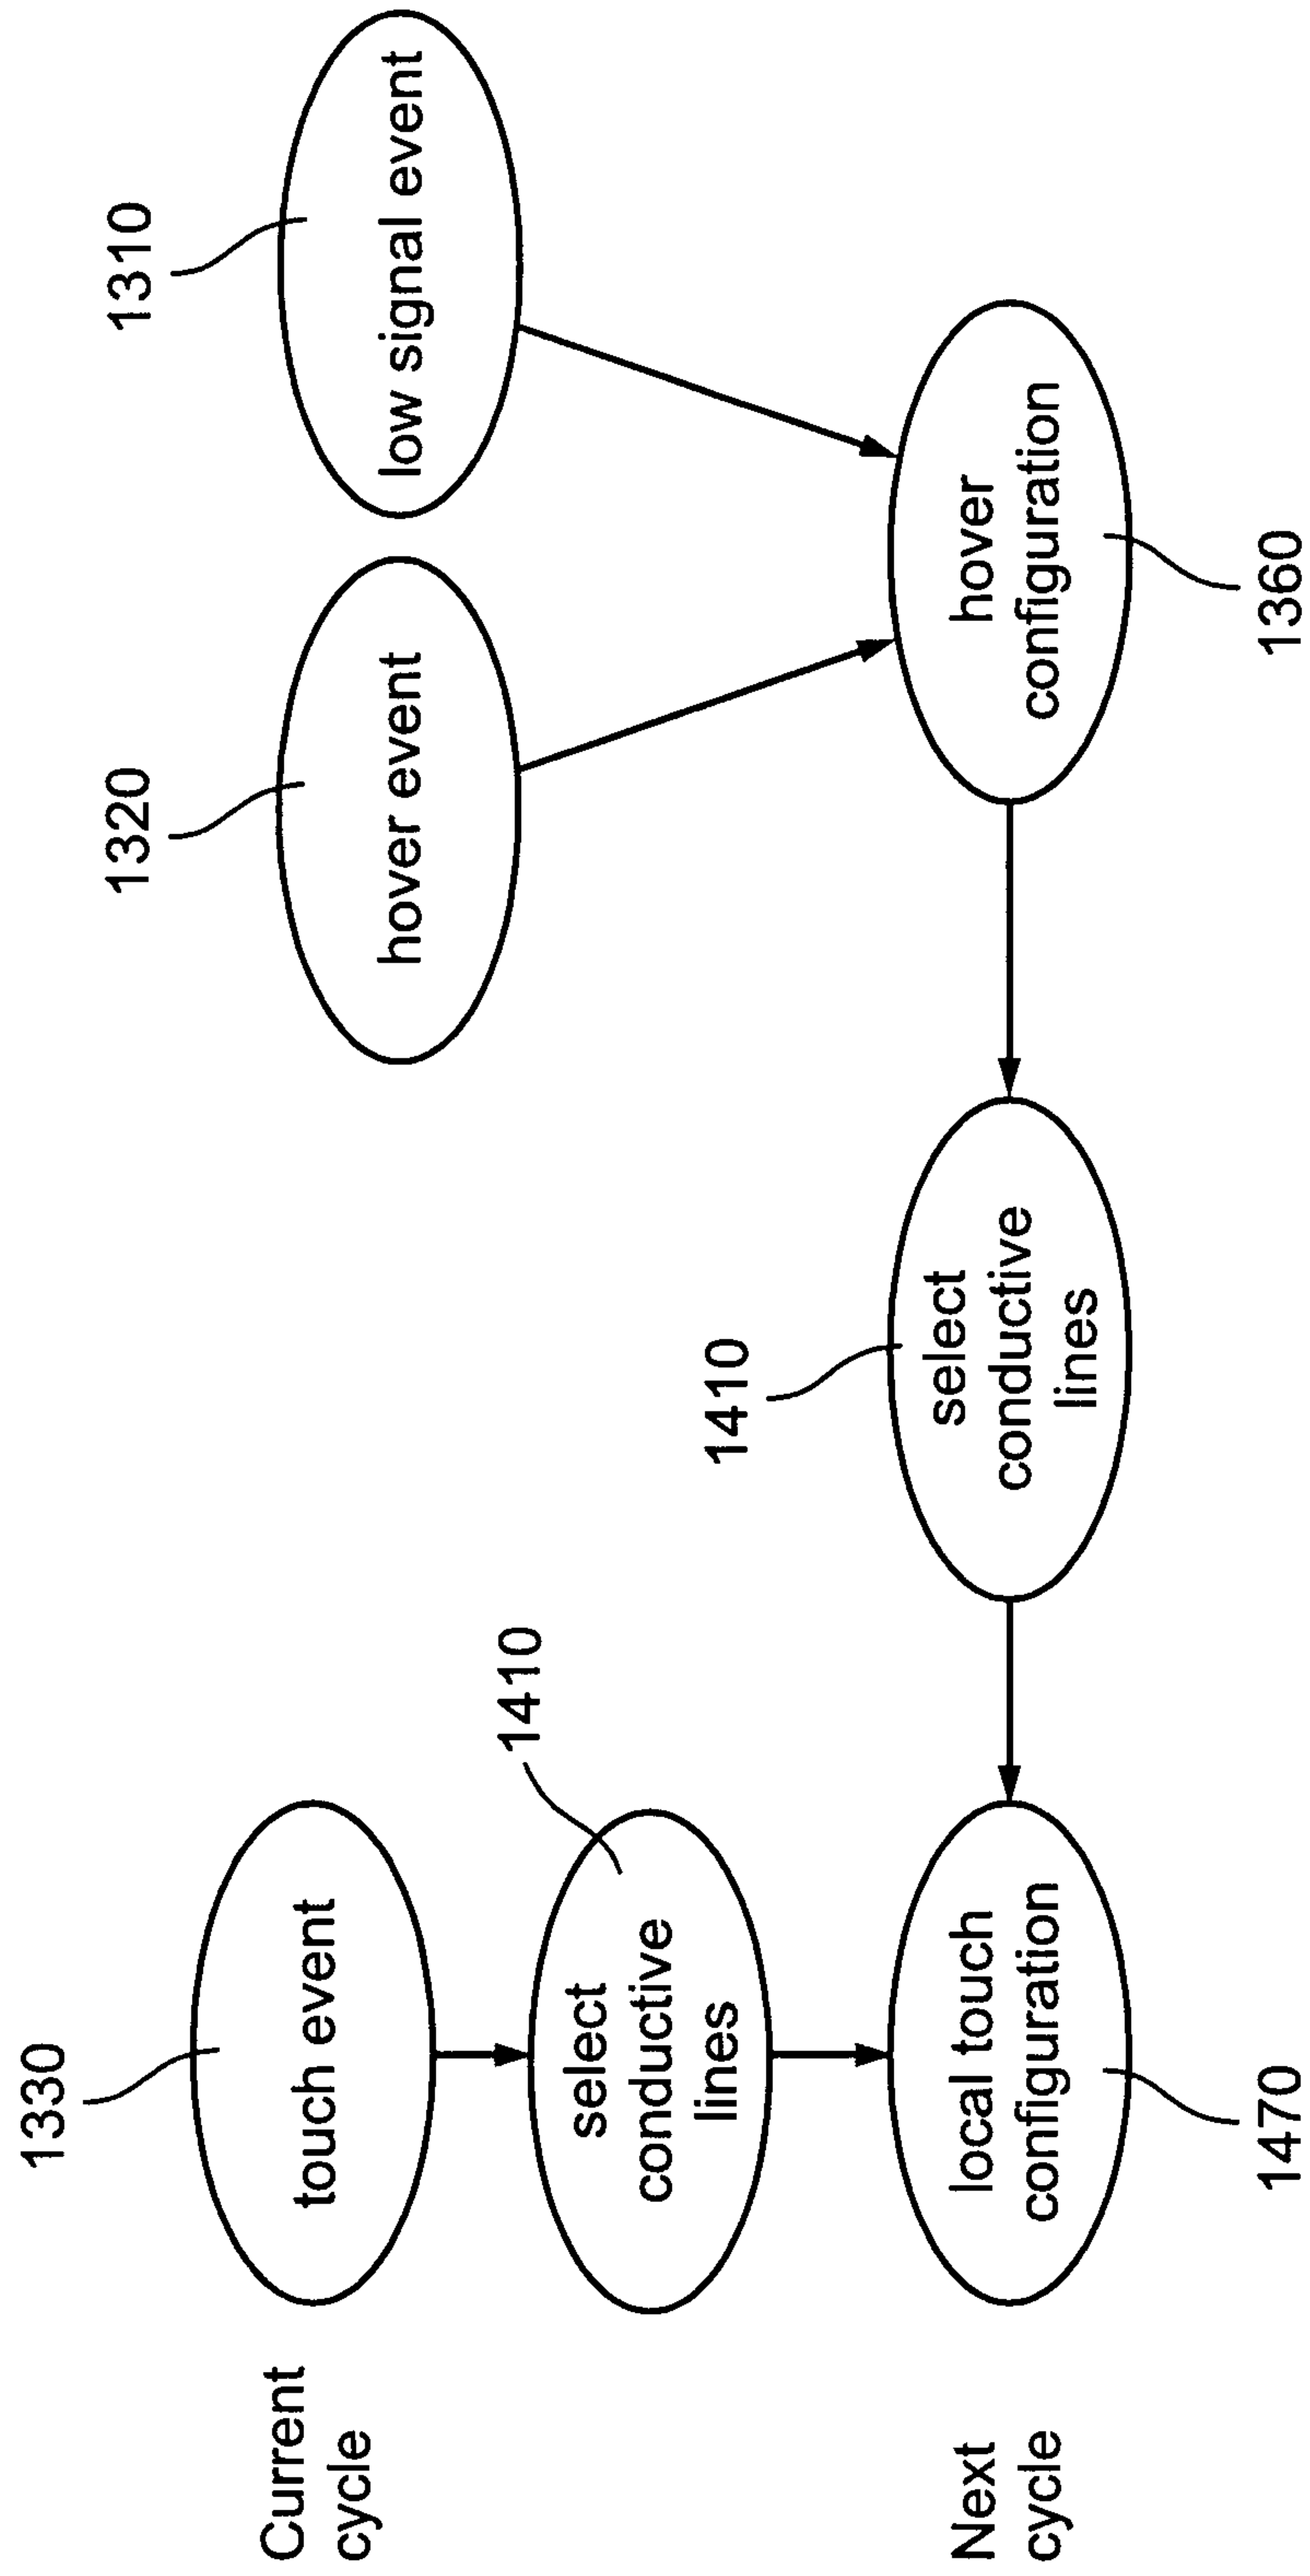 1330
1320
1310
touch event
hover event
low signal event
Current
cycle
1410
select
conductive
lines
1410
Next
cycle
local touch
configuration
select
conductive
lines
hover
configuration
1470
1360